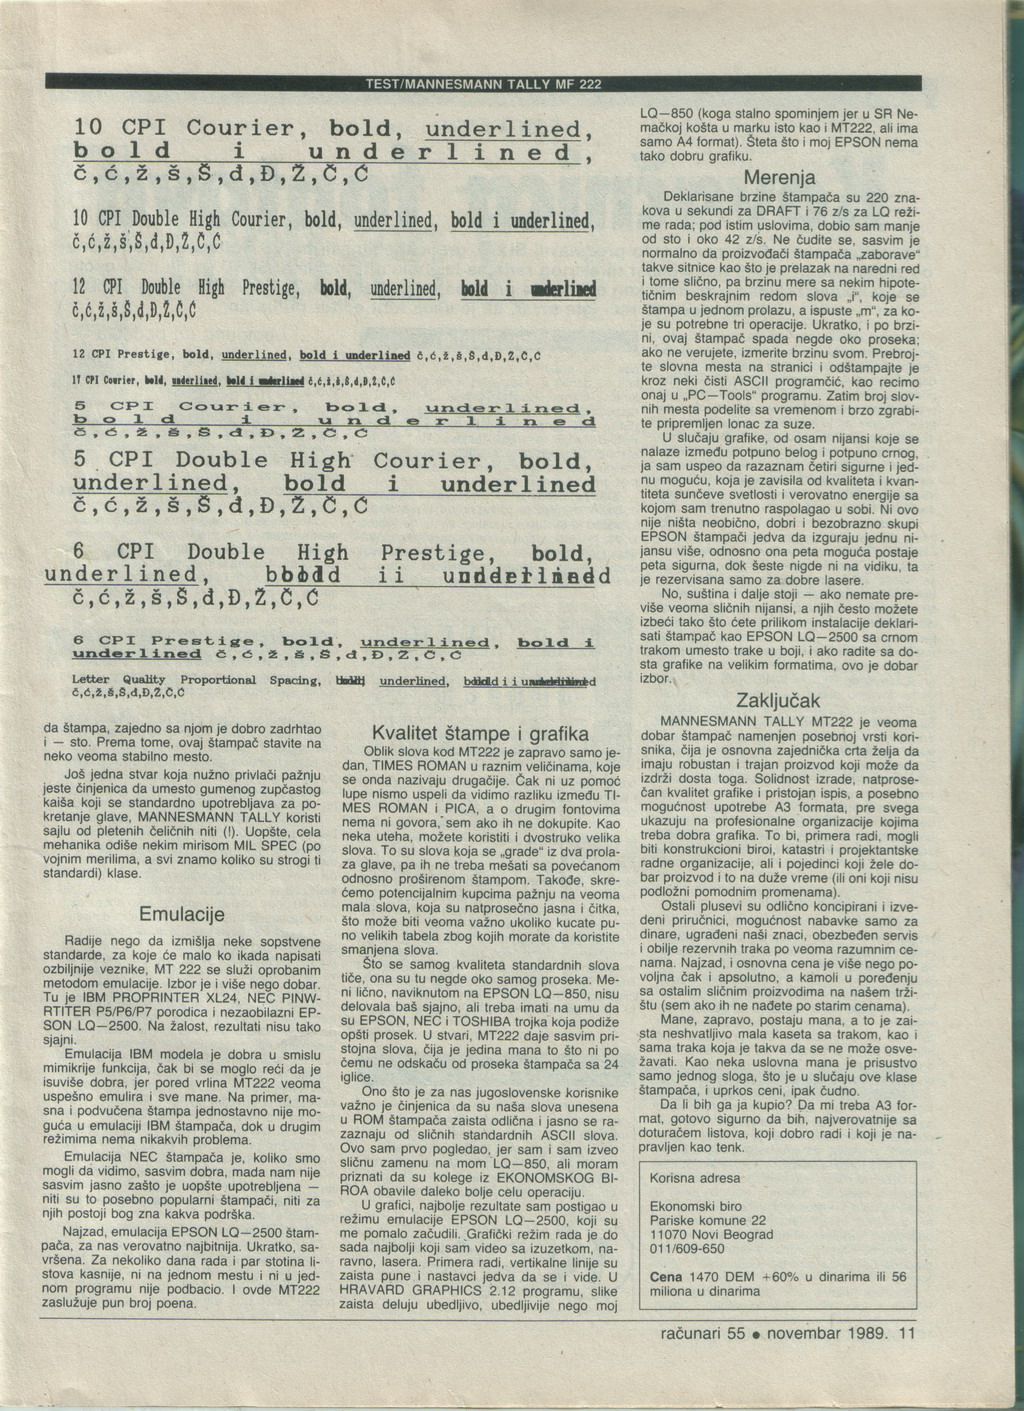 TEST/MANNESMANN TALLY MF 222
10 CPI Courier, bold, underlined,
bold i underlined,
č,ć,ž,š,Š,đ,Đ,Ž,Č,Ć
10 CPI Double High Courier, bold, underlined, bold i underlined,
č,ć,ž,š,Š,đ,Đ,Ž,Č,Ć
12 CPI Double High Prestige, bold, underlined, bold i underlined
č,ć,ž,š,Š,đ,Đ,Ž,Č,Ć
12 CPI Prestige, bold, underlined, bold i underlined č,ć,ž,š,Š,đ,Đ,Ž,Č,Ć
17 CPI Courier, bold, underlined, bold i underlined č,ć,ž,š,Š,đ,Đ,Ž,Č,Ć
5 CPI Courier, bold, underlined,
bold i underlined
č,ć,ž,š,Š,đ,Đ,Ž,Č,Ć
5 CPI Double High Courier, bold,
underlined, bold i underlined
č,ć,ž,š,Š,đ,Đ,Ž,Č,Ć
6 CPI Double High Prestige, bold,
underlined, ii
č,ć,ž,š,Š,đ,Đ,Ž,Č,Ć
6 CPI Prestige, bold, underlined, bold i
underlined č,ć,ž,š,Š,đ,Đ,Ž,Č,Ć
Letter Quality Proportional Spacing, underlined,
č,ć,ž,š,Š,đ,Đ,Ž,Č,Ć
da štampa, zajedno sa njom je dobro zadrhtao
i — sto. Prema tome, ovaj štampač stavite na
neko veoma stabilno mesto.
Još jedna stvar koja nužno privlači pažnju
jeste činjenica da umesto gumenog zupčastog
kaiša koji se standardno upotrebljava za po-
kretanje glave, MANNESMANN TALLY koristi
sajlu od pletenih čeličnih niti (!). Uopšte, cela
mehanika odiše nekim mirisom MIL SPEC (po
vojnim merilima, a svi znamo koliko su strogi ti
standardi) klase.
Emulacije
Radije nego da izmišlja neke sopstvene
standarde, za koje će malo ko ikada napisati
ozbiljnije veznike, MT 222 se služi oprobanim
metodom emulacije. Izbor je i više nego dobar.
Tu je IBM PROPRINTER XL24, NEC PINW-
RTITER P5/P6/P7 porodica i nezaobilazni EP-
SON LQ—2500. Na žalost, rezultati nisu tako
sjajni.
Emulacija IBM modela je dobra u smislu
mimikrije funkcija, čak bi se moglo reći da je
isuviše dobra, jer pored vrlina MT222 veoma
uspešno emulira i sve mane. Na primer, ma-
sna i podvučena štampa jednostavno nije mo-
guća u emulaciji IBM štampača, dok u drugim
režimima nema nikakvih problema.
Emulacija NEC štampača je, koliko smo
mogli da vidimo, sasvim dobra, mada nam nije
sasvim jasno zašto je uopšte upotrebljena —
niti su to posebno popularni štampači, niti za
njih postoji bog zna kakva podrška.
Najzad, emulacija EPSON LQ—2500 štam-
pača, za nas verovatno najbitnija. Ukratko, sa-
vršena. Za nekoliko dana rada i par stotina li-
stova kasnije, ni na jednom mestu i ni u jed-
nom programu nije podbacio. I ovde MT222
zaslužuje pun broj poena.
Kvalitet štampe i grafika
Oblik slova kod MT222 je zapravo samo je-
dan, TIMES ROMAN u raznim veličinama, koje
se onda nazivaju drugačije. Čak ni uz pomoć
lupe nismo uspeli da vidimo razliku između TI-
MES ROMAN i PICA, a o drugim fontovima
nema ni govora, sem ako ih ne dokupite. Kao
neka uteha, možete koristiti i dvostruko velika
slova. To su slova koja se „grade“ iz dva prola-
za glave, pa ih ne treba mešati sa povećanom
odnosno proširenom štampom. Takođe, skre-
ćemo potencijalnim kupcima pažnju na veoma
mala slova, koja su natprosečno jasna i čitka,
što može biti veoma važno ukoliko kucate pu-
no velikih tabela zbog kojih morate da koristite
smanjena slova.
Što se samog kvaliteta standardnih slova
tiče, ona su tu negde oko samog proseka. Me-
ni lično, naviknutom na EPSON LQ—850, nisu
delovala baš sjajno, ali treba imati na umu da
su EPSON, NEC i TOSHIBA trojka koja podiže
opšti prosek. U stvari, MT222 daje sasvim pri-
stojna slova, čija je jedina mana to što ni po
čemu ne odskaču od proseka štampača sa 24
iglice.
Ono što je za nas jugoslovenske korisnike
važno je činjenica da su naša slova unesena
u ROM štampača zaista odlična i jasno se ra-
zaznaju od sličnih standardnih ASCII slova.
Ovo sam prvo pogledao, jer sam i sam izveo
sličnu zamenu na mom LQ—850, ali moram
priznati da su kolege iz EKONOMSKOG BI-
ROA obavile daleko bolje celu operaciju.
U grafici, najbolje rezultate sam postigao u
režimu emulacije EPSON LQ—2500, koji su
me pomalo začudili. Grafički režim rada je do
sada najbolji koji sam video sa izuzetkom, na-
ravno, lasera. Primera radi, vertikalne linije su
zaista pune i nastavci jedva da se i vide. U
HRAVARD GRAPHICS 2.12 programu, slike
zaista deluju ubedljivo, ubedljivije nego moj
LQ—850 (koga stalno spominjem jer u SR Ne-
mačkoj košta u marku isto kao i MT222, ali ima
samo A4 format). Šteta što i moj EPSON nema
tako dobru grafiku.
Merenja
Deklarisane brzine štampača su 220 zna-
kova u sekundi za DRAFT i 76 z/s za LQ reži-
me rada; pod istim uslovima, dobio sam manje
od sto i oko 42 z/s. Ne čudite se, sasvim je
normalno da proizvođači štampača „zaborave“
takve sitnice kao što je prelazak na naredni red
i tome slično, pa brzinu mere sa nekim hipote-
tičnim beskrajnim redom slova „i“, koje se
štampa u jednom prolazu, a ispuste „m“, za ko-
je su potrebne tri operacije. Ukratko, i po brzi-
ni, ovaj štampač spada negde oko proseka;
ako ne verujete, izmerite brzinu svom. Prebroj-
te slovna mesta na stranici i odštampajte je
kroz neki čisti ASCII programčić, kao recimo
onaj u „PC—Tools“ programu. Zatim broj slov-
nih mesta podelite sa vremenom i brzo zgrabi-
te pripremljen lonac za suze.
U slučaju grafike, od osam nijansi koje se
nalaze između potpuno belog i potpuno crnog,
ja sam uspeo da razaznam četiri sigurne i jed-
nu moguću, koja je zavisila od kvaliteta i kvan-
titeta sunčeve svetlosti i verovatno energije sa
kojom sam trenutno raspolagao u sobi. Ni ovo
nije ništa neobično, dobri i bezobrazno skupi
EPSON štampači jedva da izguraju jednu ni-
jansu više, odnosno ona peta moguća postaje
peta sigurna, dok šeste nigde ni na vidiku, ta
je rezervisana samo za dobre lasere.
No, suština i dalje stoji — ako nemate pre-
više veoma sličnih nijansi, a njih često možete
izbeći tako što ćete prilikom instalacije deklari-
sati štampač kao EPSON LQ—2500 sa crnom
trakom umesto trake u boji, i ako radite sa do-
sta grafike na velikim formatima, ovo je dobar
izbor.
Zaključak
MANNESMANN TALLY MT222 je veoma
dobar štampač namenjen posebnoj vrsti kori-
snika, čija je osnovna zajednička crta želja da
imaju robustan i trajan proizvod koji može da
izdrži dosta toga. Solidnost izrade, natprose-
čan kvalitet grafike i pristojan ispis, a posebno
mogućnost upotrebe A3 formata, pre svega
ukazuju na profesionalne organizacije kojima
treba dobra grafika. To bi, primera radi, mogli
biti konstrukcioni biroi, katastri i projektantske
radne organizacije, ali i pojedinci koji žele do-
bar proizvod i to na duže vreme (ili oni koji nisu
podložni pomodnim promenama).
Ostali plusevi su odlično koncipirani i izve-
deni priručnici, mogućnost nabavke samo za
dinare, ugrađeni naši znaci, obezbeđen servis
i obilje rezervnih traka po veoma razumnim ce-
nama. Najzad, i osnovna cena je više nego po-
voljna čak i apsolutno, a kamoli u poređenju
sa ostalim sličnim proizvodima na našem trži-
štu (sem ako ih ne nađete po starim cenama).
Mane, zapravo, postaju mana, a to je zai-
sta neshvatljivo mala kaseta sa trakom, kao i
sama traka koja je takva da se ne može osve-
žavati. Kao neka uslovna mana je prisustvo
samo jednog sloga, što je u slučaju ove klase
štampača, i uprkos ceni, ipak čudno.
Da li bih ga ja kupio? Da mi treba A3 for-
mat, gotovo sigurno da bih, najverovatnije sa
doturačem listova, koji dobro radi i koji je na-
pravljen kao tenk.
Korisna adresa
Ekonomski biro
Pariske komune 22
11070 Novi Beograd
011/609-650
Cena 1470 DEM +60% u dinarima ili 56
miliona u dinarima
računari 55 • novembar 1989. 11